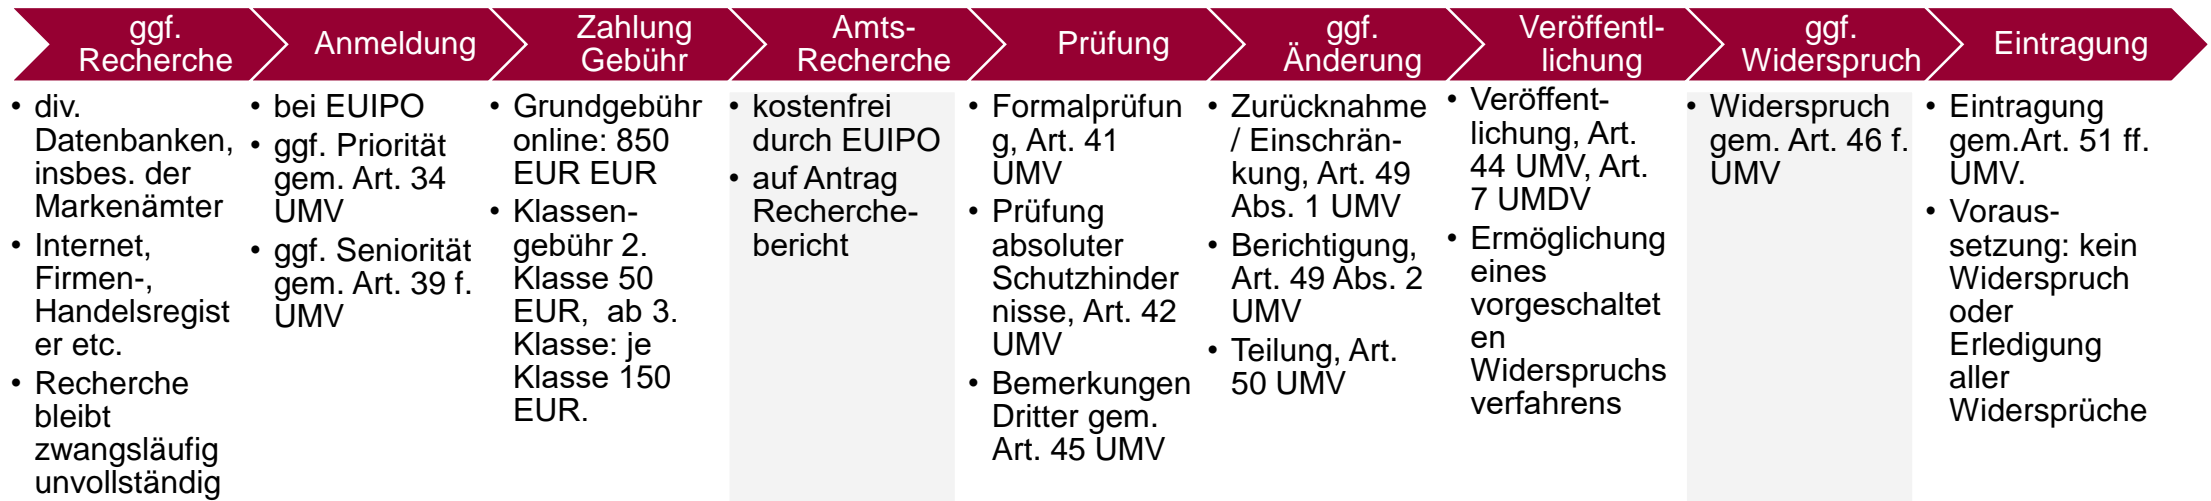 ggf.
Recherche
Anmeldung
Zahlung
Gebühr
Amts-
Recherche
Prüfung
ggf.
Änderung
Veröffentl-
lichung
ggf.
Widerspruch
Eintragung
• div.
Datenbanken,
insbes. der
Markenämter
• Internet,
Firmen-,
Handelsregist
er etc.
• Recherche
bleibt
zwangsläufig
unvollständig
• bei EUIPO
• ggf. Priorität
gem. Art. 34
UMV
• ggf. Seniorität
gem. Art. 39 f.
UMV
• Grundgebühr
online: 850
EUR EUR
• Klassen-
gebühr 2.
Klasse 50
EUR,  ab 3.
Klasse: je
Klasse 150
EUR.
• kostenfrei
durch EUIPO
• auf Antrag
Recherche-
bericht
• Formalprüfun
g, Art. 41
UMV
• Prüfung
absoluter
Schutzhinder
nisse, Art. 42
UMV
• Bemerkungen
Dritter gem.
Art. 45 UMV
• Zurücknahme
/ Einschrän-
kung, Art. 49
Abs. 1 UMV
• Berichtigung,
Art. 49 Abs. 2
UMV
• Teilung, Art.
50 UMV
• Veröffent-
lichung, Art.
44 UMV, Art.
7 UMDV
• Ermöglichung
eines
vorgeschaltet
en
Widerspruchs
verfahrens
• Widerspruch
gem. Art. 46 f.
UMV
• Eintragung
gem.Art. 51 ff.
UMV.
• Voraus-
setzung: kein
Widerspruch
oder
Erledigung
aller
Widersprüche